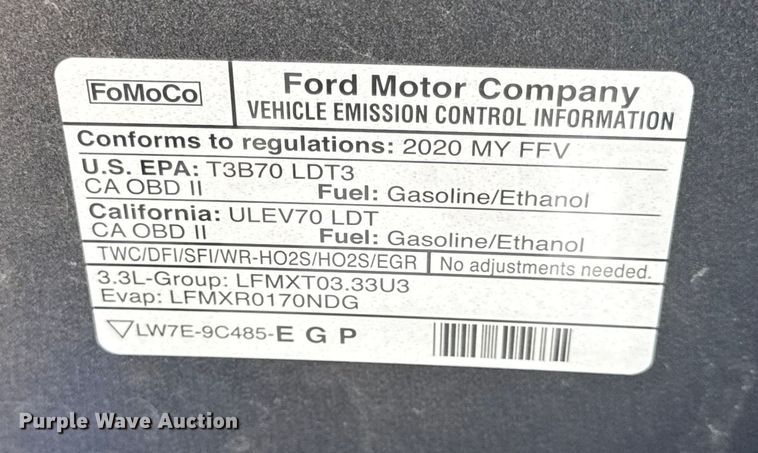 FoMoCo
Ford Motor Company
VEHICLE EMISSION CONTROL INFORMATION
Conforms to regulations: 2020 MY FFV
U.S. EPA: T3B70 LDT3
CA OBD II Fuel: Gasoline/Ethanol
California: ULEV70 LDT
CA OBD II Fuel: Gasoline/Ethanol
TWC/DFI/SFI/WR-HO2S/HO2S/EGR No adjustments needed.
3.3L-Group: LFMXT03.33U3
Evap: LFMXR0170NDG
LW7E-9C485-E G P
Purple Wave Auction